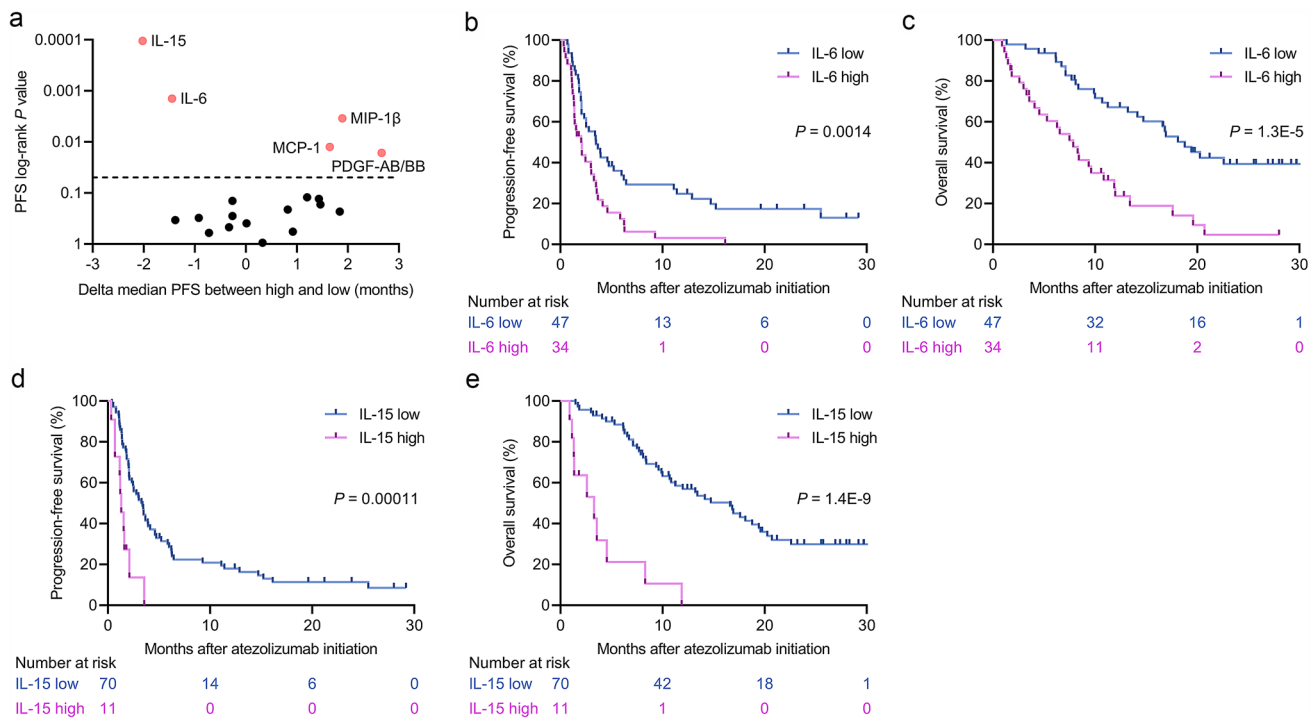 a
PFS log-rank P value
0.0001
0.001
0.01
0.1
1
IL-15
IL-6
MIP-1β
MCP-1
PDGF-AB/BB
-3 -2 -1 0 1 2 3
Delta median PFS between high and low (months)
b
Progression-free survival (%)
100
80
60
40
20
0
IL-6 low
IL-6 high
P = 0.0014
0 10 20 30
Months after atezolizumab initiation
Number at risk
IL-6 low 47 13 6 0
IL-6 high 34 1 0 0
c
Overall survival (%)
100
80
60
40
20
0
IL-6 low
IL-6 high
P = 1.3E-5
0 10 20 30
Months after atezolizumab initiation
Number at risk
IL-6 low 47 32 16 1
IL-6 high 34 11 2 0
d
Progression-free survival (%)
100
80
60
40
20
0
IL-15 low
IL-15 high
P = 0.00011
0 10 20 30
Months after atezolizumab initiation
Number at risk
IL-15 low 70 14 6 0
IL-15 high 11 0 0 0
e
Overall survival (%)
100
80
60
40
20
0
IL-15 low
IL-15 high
P = 1.4E-9
0 10 20 30
Months after atezolizumab initiation
Number at risk
IL-15 low 70 42 18 1
IL-15 high 11 1 0 0